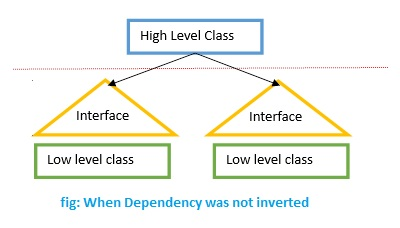 High Level Class
Interface
Interface
Low level class
Low level class
fig: When Dependency was not inverted